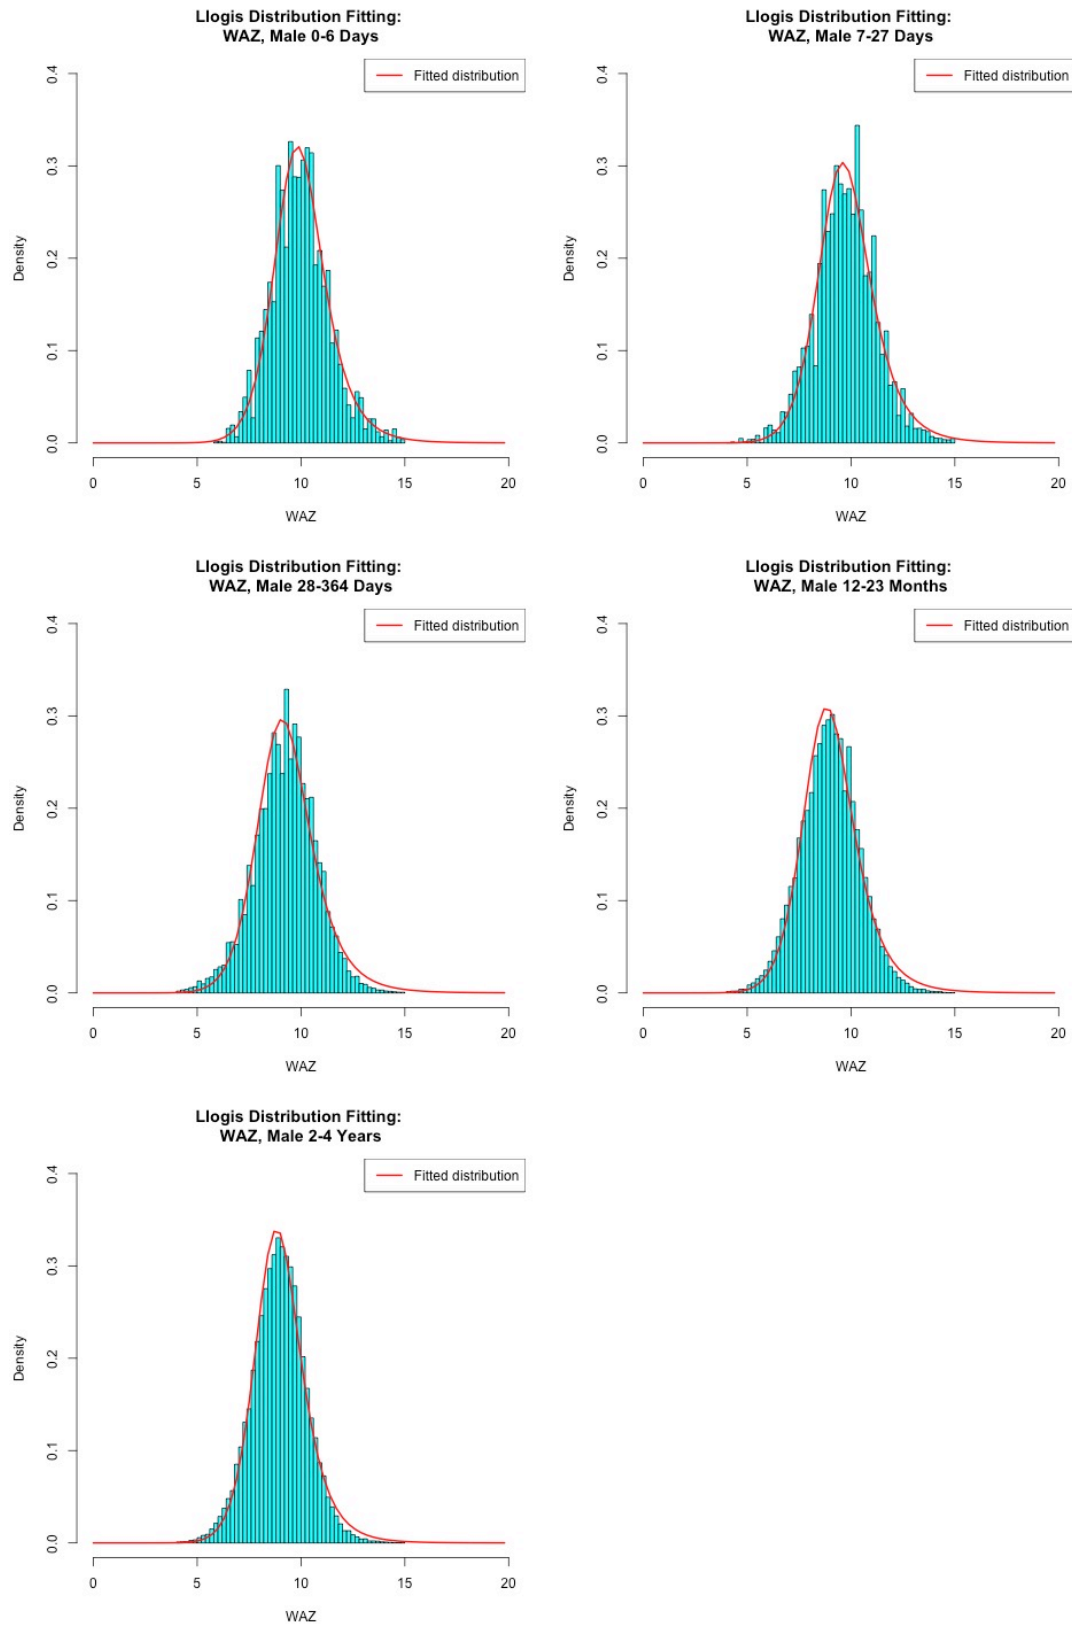 Llogis Distribution Fitting:
WAZ, Male 0-6 Days
Fitted distribution
Density
0.0 0.1 0.2 0.3 0.4
0 5 10 15 20
WAZ
Llogis Distribution Fitting:
WAZ, Male 7-27 Days
Fitted distribution
Density
0.0 0.1 0.2 0.3 0.4
0 5 10 15 20
WAZ
Llogis Distribution Fitting:
WAZ, Male 28-364 Days
Fitted distribution
Density
0.0 0.1 0.2 0.3 0.4
0 5 10 15 20
WAZ
Llogis Distribution Fitting:
WAZ, Male 12-23 Months
Fitted distribution
Density
0.0 0.1 0.2 0.3 0.4
0 5 10 15 20
WAZ
Llogis Distribution Fitting:
WAZ, Male 2-4 Years
Fitted distribution
Density
0.0 0.1 0.2 0.3 0.4
0 5 10 15 20
WAZ